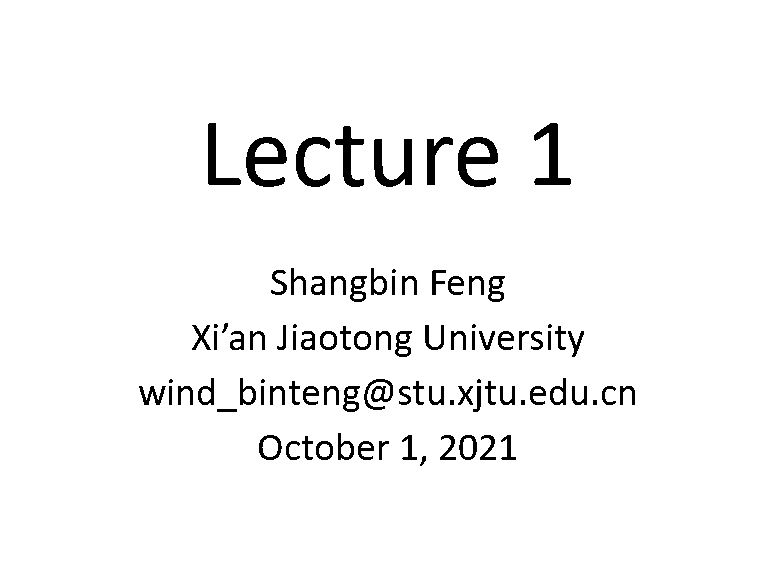 Lecture 1
Shangbin Feng
Xi’an Jiaotong University
wind_binteng@stu.xjtu.edu.cn
October 1, 2021